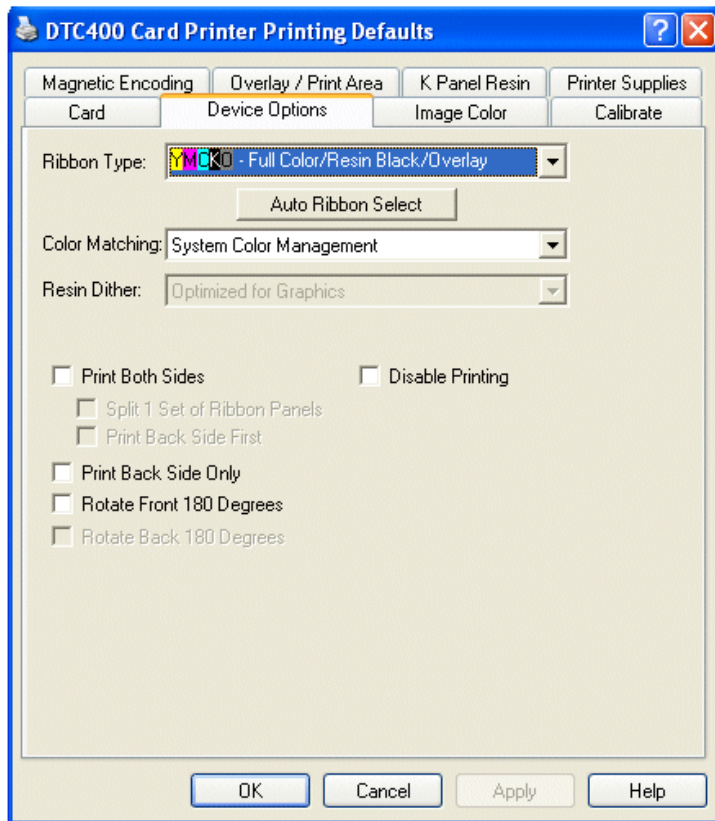 DTC400 Card Printer Printing Defaults
Magnetic Encoding Overlay / Print Area K Panel Resin Printer Supplies
Card Device Options Image Color Calibrate
Ribbon Type: YMCKO - Full Color/Resin Black/Overlay
Auto Ribbon Select
Color Matching: System Color Management
Resin Dither: Optimized for Graphics
Print Both Sides Disable Printing
Split 1 Set of Ribbon Panels
Print Back Side First
Print Back Side Only
Rotate Front 180 Degrees
Rotate Back 180 Degrees
OK Cancel Apply Help